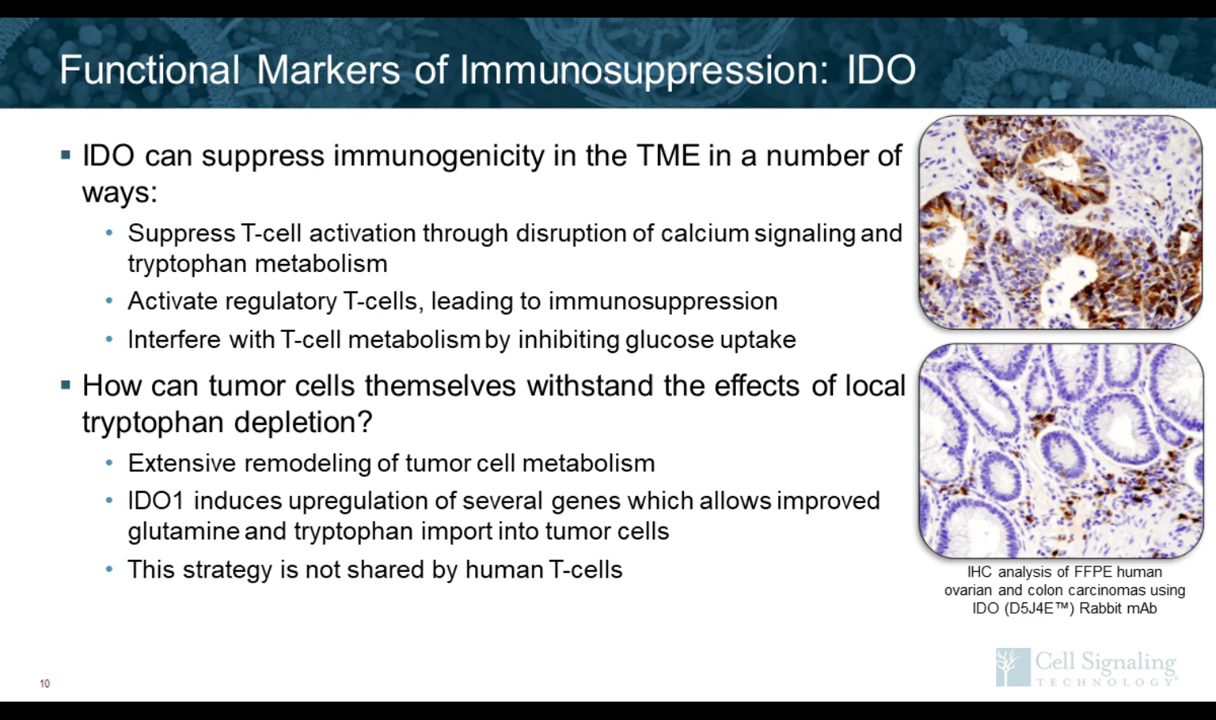 Functional Markers of Immunosuppression: IDO
▪ IDO can suppress immunogenicity in the TME in a number of
ways:
• Suppress T-cell activation through disruption of calcium signaling and
tryptophan metabolism
• Activate regulatory T-cells, leading to immunosuppression
• Interfere with T-cell metabolism by inhibiting glucose uptake
▪ How can tumor cells themselves withstand the effects of local
tryptophan depletion?
• Extensive remodeling of tumor cell metabolism
• IDO1 induces upregulation of several genes which allows improved
glutamine and tryptophan import into tumor cells
• This strategy is not shared by human T-cells
IHC analysis of FFPE human
ovarian and colon carcinomas using
IDO (D5J4E™) Rabbit mAb
Cell Signaling
TECHNOLOGY®
10